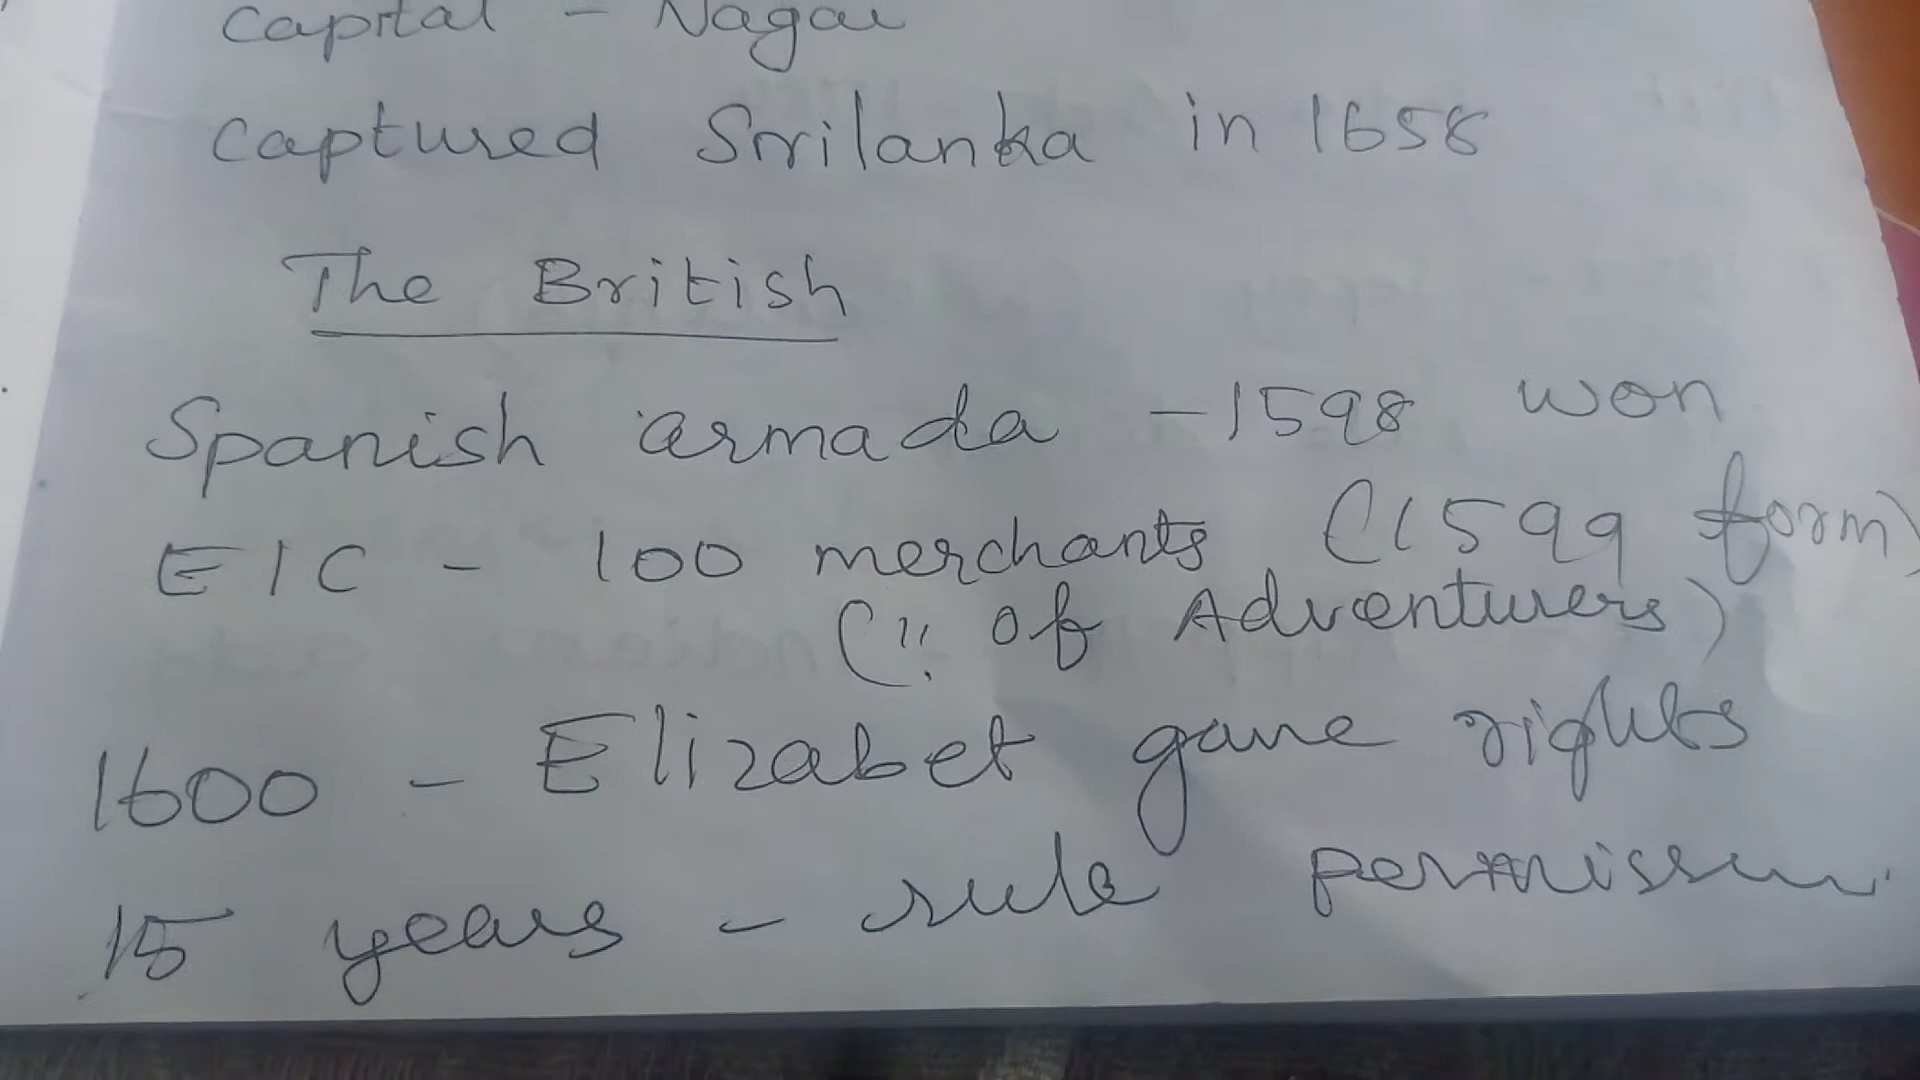 Capital - Nagai
Captured Srilanka in 1658
The British
Spanish armada - 1598 won
EIC - 100 merchants (1599 form)
(" of Adventurers)
1600 - Elizabet gave rights
15 years - rule permission